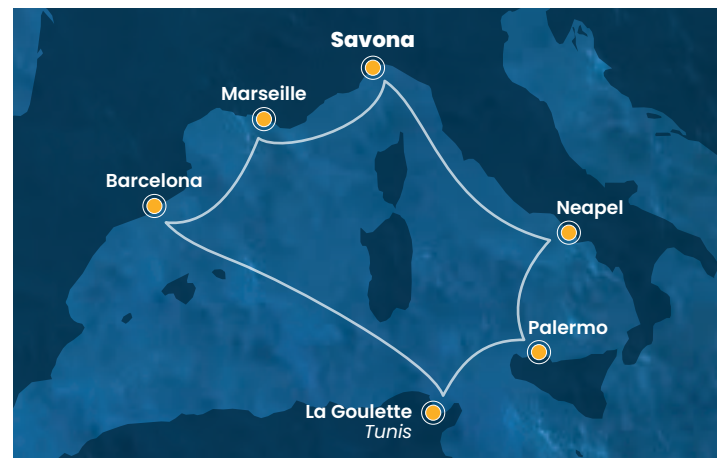 Savona
Marseille
Barcelona
Neapel
Palermo
La Goulette
Tunis